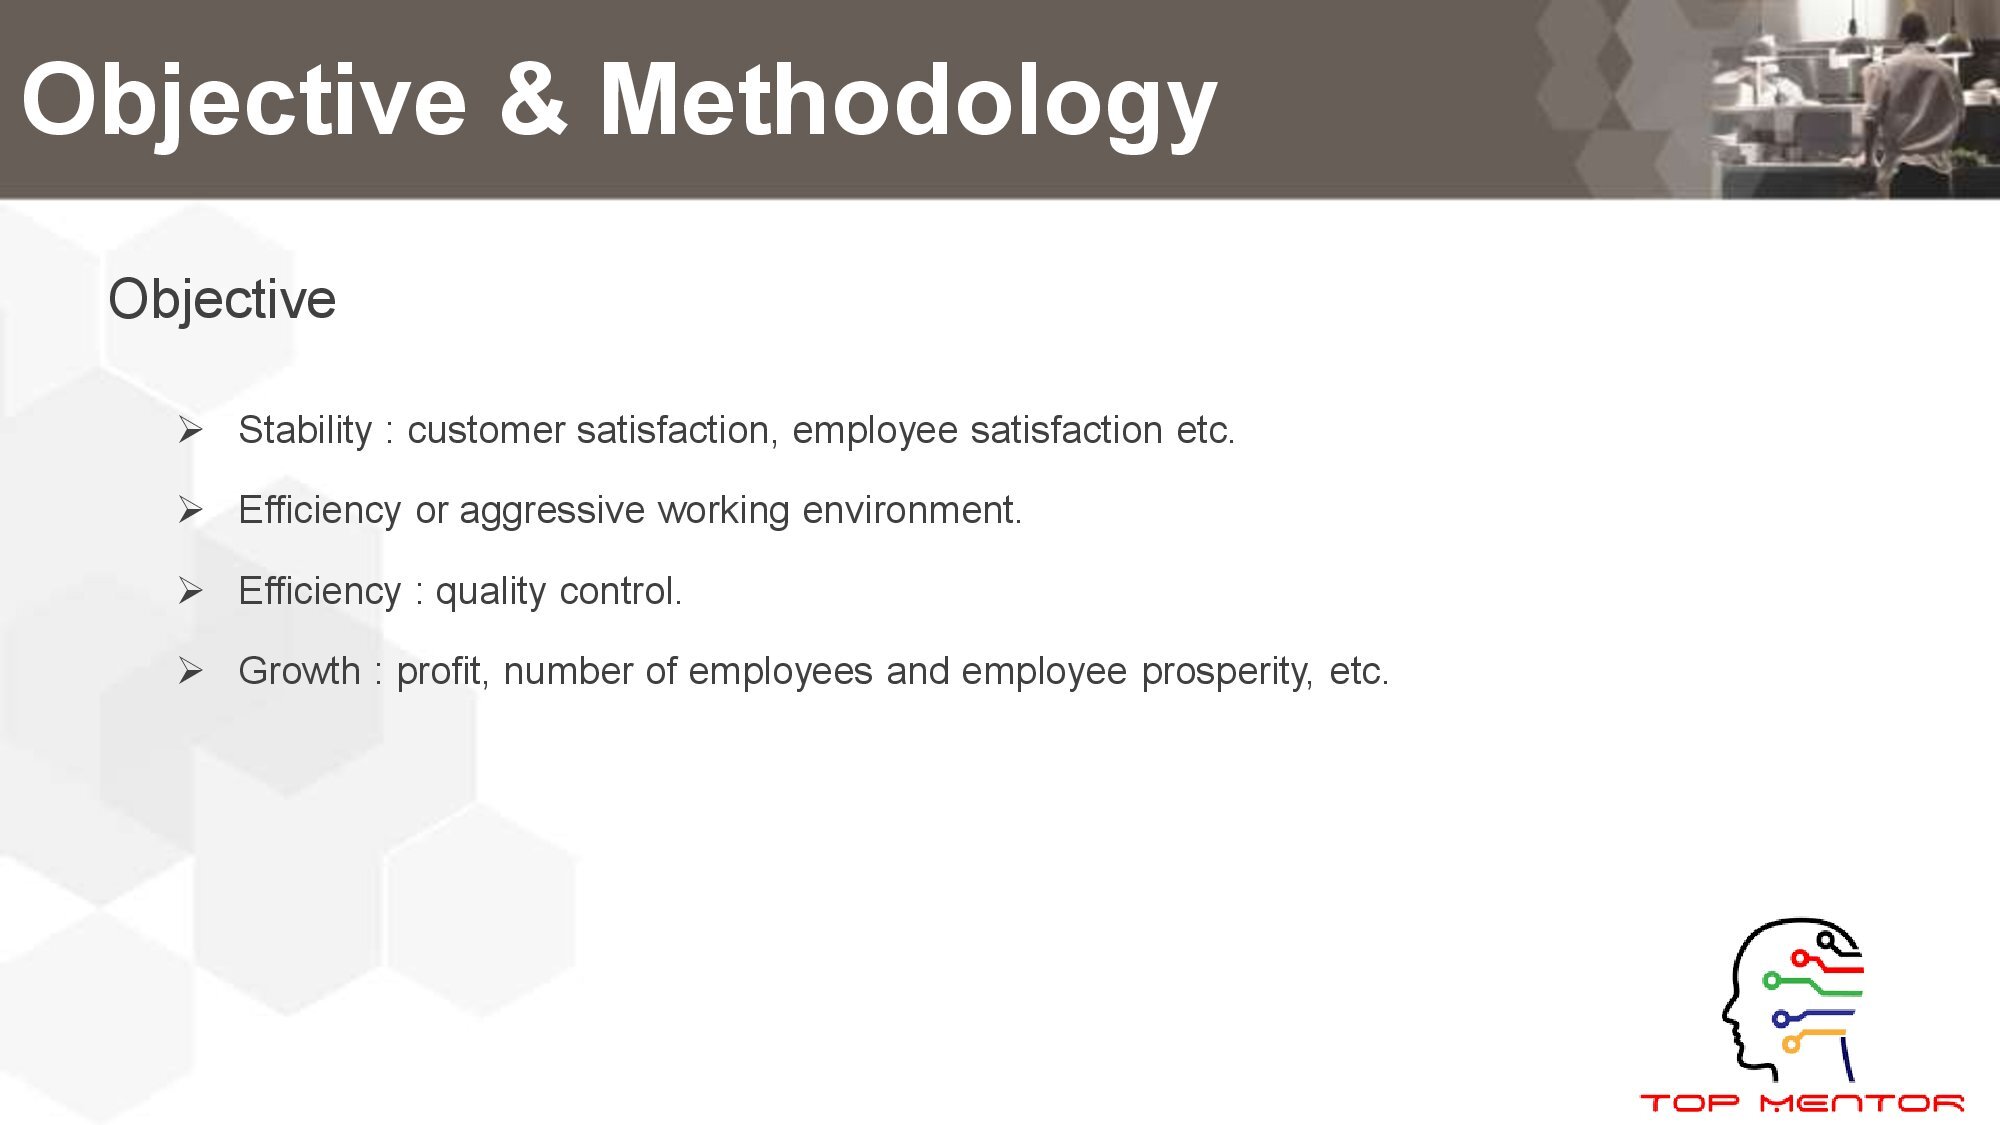 Objective & Methodology
Objective
➢ Stability : customer satisfaction, employee satisfaction etc.
➢ Efficiency or aggressive working environment.
➢ Efficiency : quality control.
➢ Growth : profit, number of employees and employee prosperity, etc.
TOP MENTOR